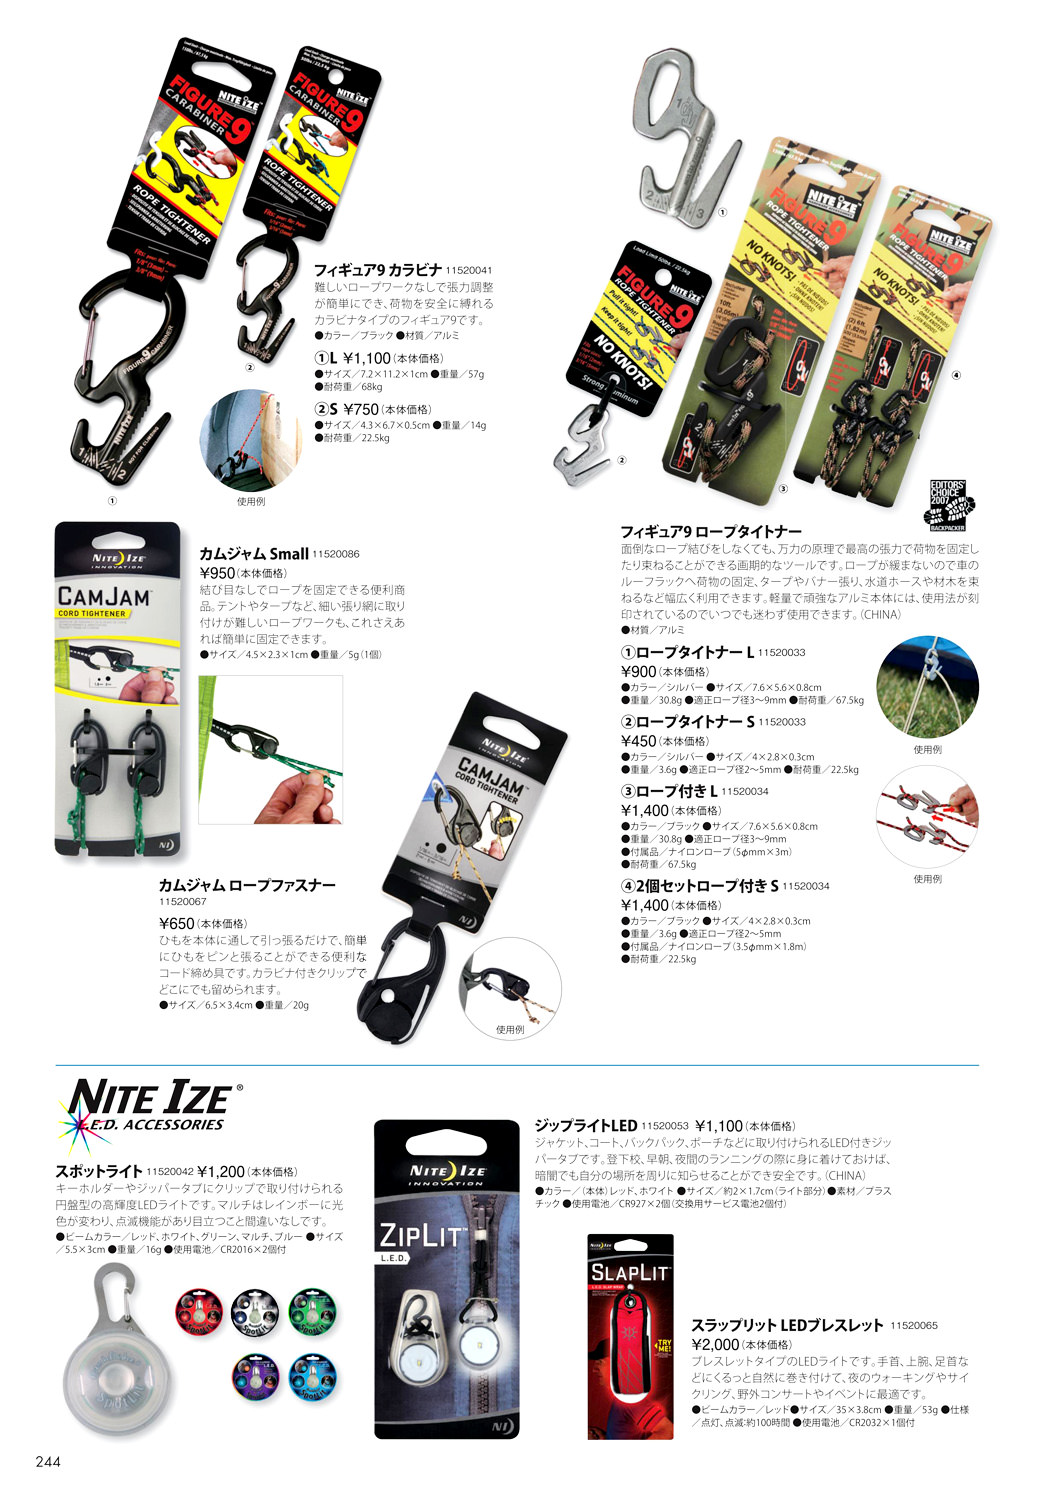 フィギュア9 カラビナ 11520041
難しいロープワークなしで張力調整
が簡単にでき、荷物を安全に縛れる
カラビナタイプのフィギュア9です。
●カラー／ブラック ●材質／アルミ
①L ¥1,100（本体価格）
●サイズ／7.2×11.2×1cm ●重量／57g
●耐荷重／68kg
②S ¥750（本体価格）
●サイズ／4.3×6.7×0.5cm ●重量／14g
●耐荷重／22.5kg
NITE IZE
FIGURE 9
CARABINER
ROPE TIGHTENER
NITE IZE
FIGURE 9
CARABINER
ROPE TIGHTENER
①
②
使用例
NITE IZE
FIGURE 9
ROPE TIGHTENER
Pull it tight!
Keep it tight!
NO KNOTS!
Strong Aluminum
NITE IZE
FIGURE 9
ROPE TIGHTENER
NO KNOTS!
NITE IZE
FIGURE 9
ROPE TIGHTENER
NO KNOTS!
①
②
③
④
EDITORS'
CHOICE
2007
BACKPACKER
フィギュア9 ロープタイトナー
面倒なロープ結びをしなくても、万力の原理で最高の張力で荷物を固定し
たり束ねることができる画期的なツールです。ロープが緩まないので車の
ルーフラックへ荷物の固定、タープやバナー張り、水道ホースや材木を束
ねるなど幅広く利用できます。軽量で頑強なアルミ本体には、使用法が刻
印されているのでいつでも迷わず使用できます。（CHINA）
●材質／アルミ
①ロープタイトナー L 11520033
¥900（本体価格）
●カラー／シルバー ●サイズ／7.6×5.6×0.8cm
●重量／30.8g ●適正ロープ径3〜9mm ●耐荷重／67.5kg
②ロープタイトナー S 11520033
¥450（本体価格）
●カラー／シルバー ●サイズ／4×2.8×0.3cm
●重量／3.6g ●適正ロープ径2〜5mm ●耐荷重／22.5kg
③ロープ付き L 11520034
¥1,400（本体価格）
●カラー／ブラック ●サイズ／7.6×5.6×0.8cm
●重量／30.8g ●適正ロープ径3〜9mm
●付属品／ナイロンロープ（5φmm×3m）
●耐荷重／67.5kg
④2個セットロープ付き S 11520034
¥1,400（本体価格）
●カラー／ブラック ●サイズ／4×2.8×0.3cm
●重量／3.6g ●適正ロープ径2〜5mm
●付属品／ナイロンロープ（3.5φmm×1.8m）
●耐荷重／22.5kg
使用例
使用例
NITE IZE
INNOVATION
CAMJAM
CORD TIGHTENER
カムジャム Small 11520086
¥950（本体価格）
結び目なしでロープを固定できる便利商
品。テントやタープなど、細い張り網に取り
付けが難しいロープワークも、これさえあ
れば簡単に固定できます。
●サイズ／4.5×2.3×1cm ●重量／5g（1個）
NITE IZE
INNOVATION
CAMJAM
CORD TIGHTENER
カムジャム ロープファスナー
11520067
¥650（本体価格）
ひもを本体に通して引っ張るだけで、簡単
にひもをピンと張ることができる便利な
コード締め具です。カラビナ付きクリップで
どこにでも留められます。
●サイズ／6.5×3.4cm ●重量／20g
使用例
NITE IZE®
L.E.D. ACCESSORIES
スポットライト 11520042 ¥1,200（本体価格）
キーホルダーやジッパータブにクリップで取り付けられる
円盤型の高輝度LEDライトです。マルチはレインボーに光
色が変わり、点滅機能があり目立つこと間違いなしです。
●ビームカラー／レッド、ホワイト、グリーン、マルチ、ブルー ●サイズ
／5.5×3cm ●重量／16g ●使用電池／CR2016×2個付
NITE IZE
INNOVATION
ZIPLIT
L.E.D.
ジップライトLED 11520053 ¥1,100（本体価格）
ジャケット、コート、バックパック、ポーチなどに取り付けられるLED付きジッ
パータブです。登下校、早朝、夜間のランニングの際に身に着けておけば、
暗闇でも自分の場所を周りに知らせることができ安全です。（CHINA）
●カラー／（本体）レッド、ホワイト ●サイズ／約2×1.7cm（ライト部分）●素材／プラス
チック ●使用電池／CR927×2個（交換用サービス電池2個付）
NITE IZE
SLAPLIT
TRY
ME!
スラップリット LEDブレスレット 11520065
¥2,000（本体価格）
ブレスレットタイプのLEDライトです。手首、上腕、足首な
どにくるっと自然に巻き付けて、夜のウォーキングやサイ
クリング、野外コンサートやイベントに最適です。
●ビームカラー／レッド●サイズ／35×3.8cm ●重量／53g ●仕様
／点灯、点滅：約100時間 ●使用電池／CR2032×1個付
244